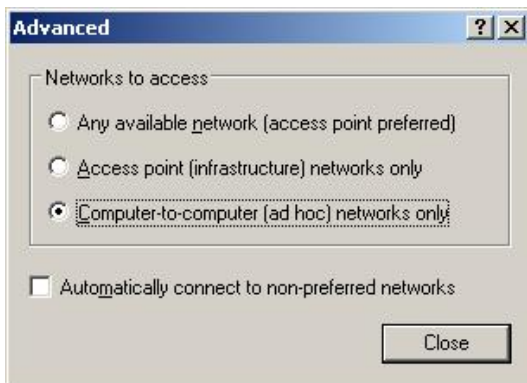 Advanced
Networks to access
Any available network (access point preferred)
Access point (infrastructure) networks only
Computer-to-computer (ad hoc) networks only
Automatically connect to non-preferred networks
Close